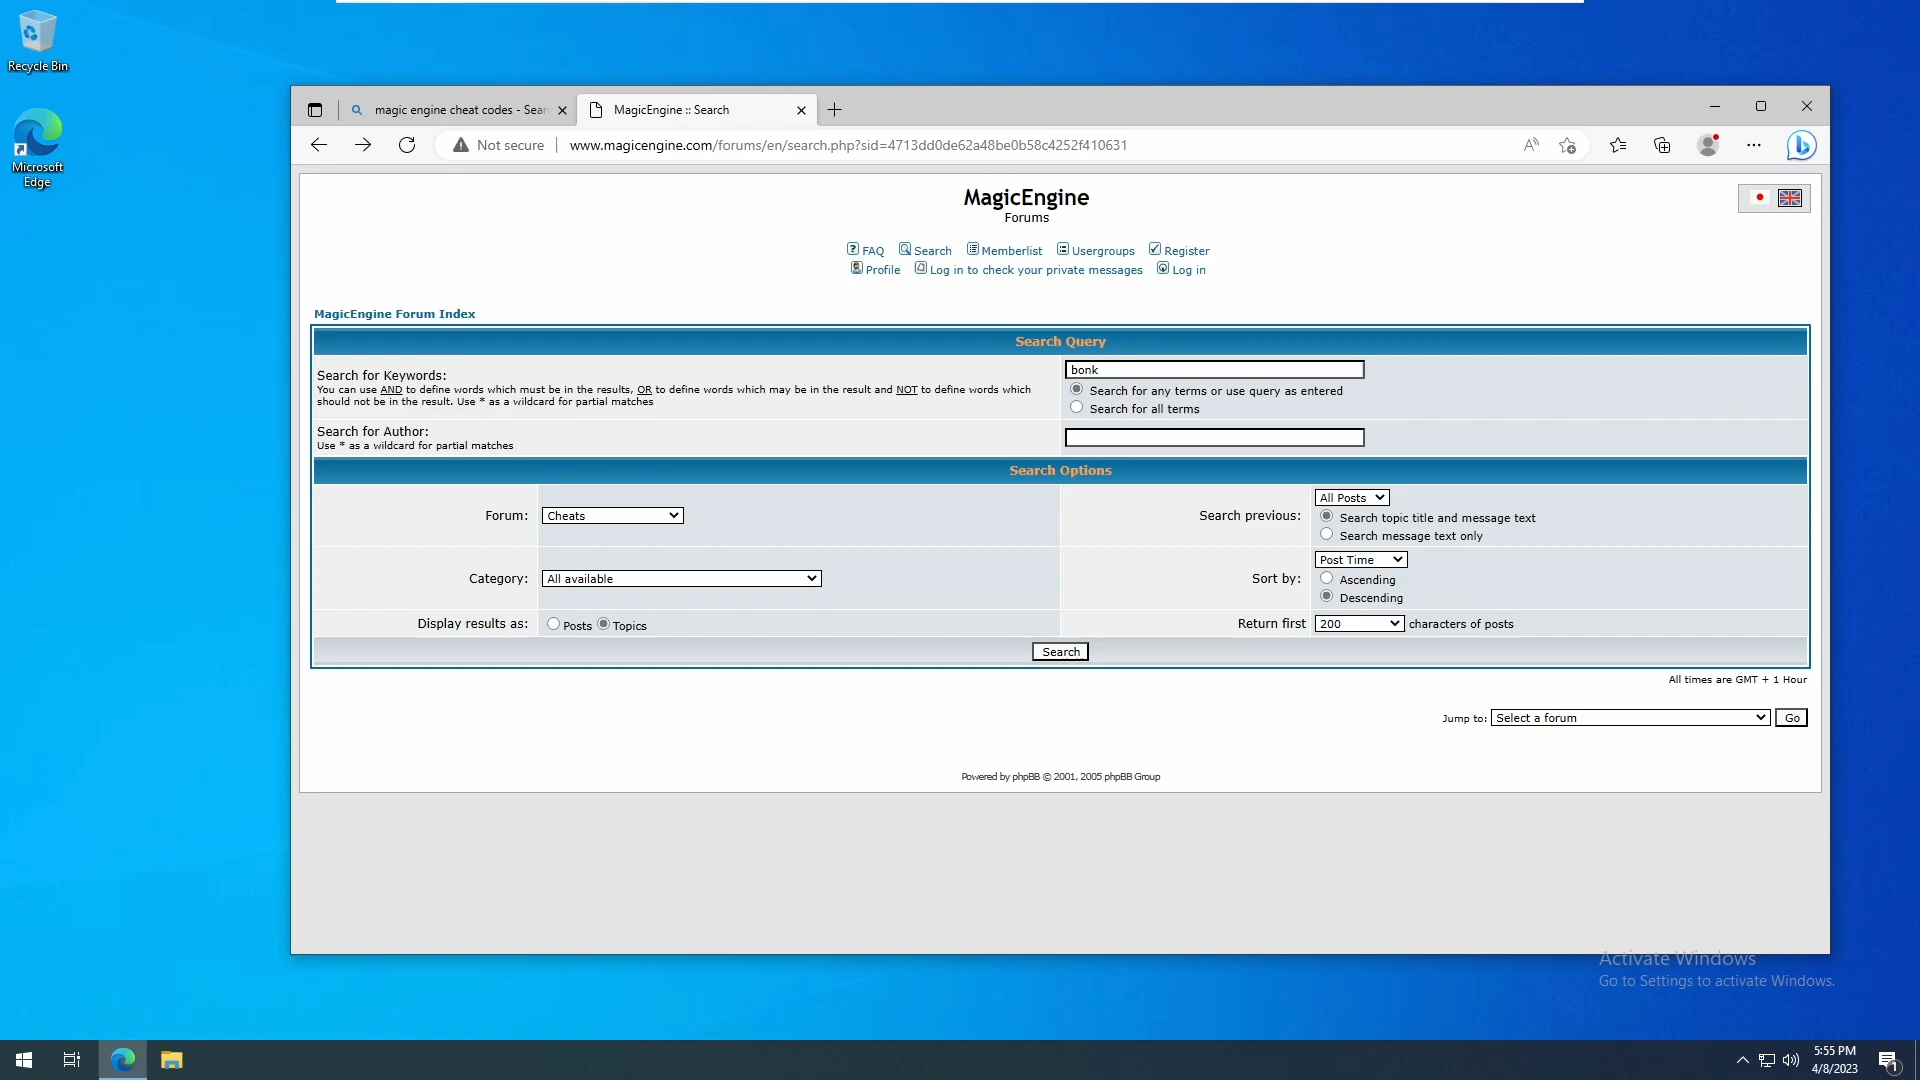 Recycle Bin
Microsoft
Edge
magic engine cheat codes - Sear
MagicEngine :: Search
Not secure
www.magicengine.com/forums/en/search.php?sid=4713dd0de62a48be0b58c4252f410631
MagicEngine
Forums
FAQ Search Memberlist Usergroups Register
Profile Log in to check your private messages Log in
MagicEngine Forum Index
Search Query
Search for Keywords:
You can use AND to define words which must be in the results, OR to define words which may be in the result and NOT to define words which
should not be in the result. Use * as a wildcard for partial matches
bonk
Search for any terms or use query as entered
Search for all terms
Search for Author:
Use * as a wildcard for partial matches
Search Options
Forum: Cheats
Search previous: All Posts
Search topic title and message text
Search message text only
Category: All available
Sort by: Post Time
Ascending
Descending
Display results as: Posts Topics
Return first 200 characters of posts
Search
All times are GMT + 1 Hour
Jump to: Select a forum Go
Powered by phpBB © 2001, 2005 phpBB Group
Activate Windows
Go to Settings to activate Windows.
5:55 PM
4/8/2023
1